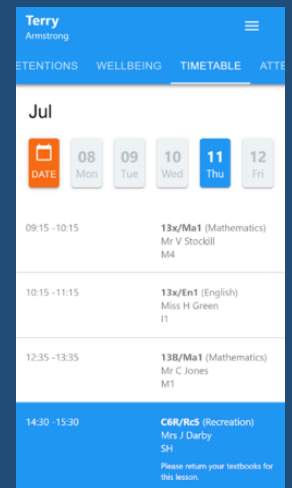 Terry
Armstrong
ETENTIONS WELLBEING TIMETABLE ATTE
Jul
DATE 08 Mon 09 Tue 10 Wed 11 Thu 12 Fri
09:15 -10:15
13x/Ma1 (Mathematics)
Mr V Stockill
M4
10:15 -11:15
13x/En1 (English)
Miss H Green
I1
12:35 -13:35
13B/Ma1 (Mathematics)
Mr C Jones
M1
14:30 -15:30
C6R/Rc5 (Recreation)
Mrs J Darby
SH
Please return your textbooks for
this lesson.